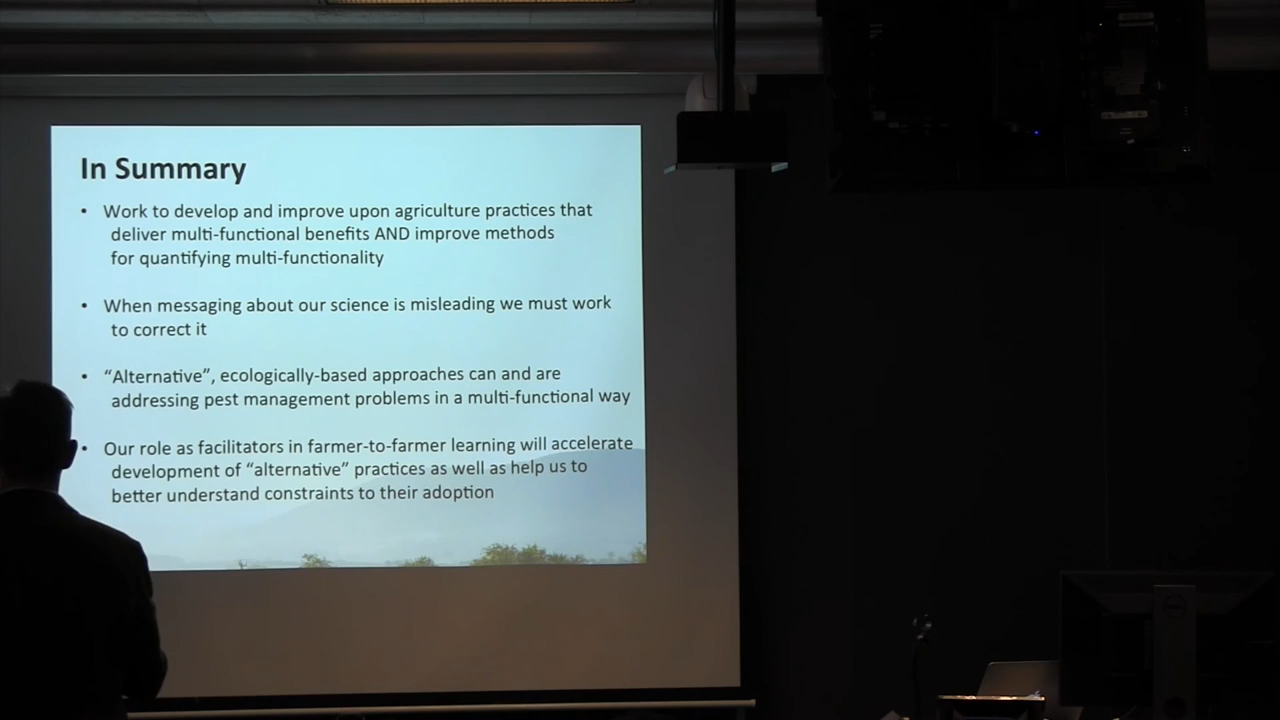 In Summary
• Work to develop and improve upon agriculture practices that
deliver multi-functional benefits AND improve methods
for quantifying multi-functionality
• When messaging about our science is misleading we must work
to correct it
• “Alternative”, ecologically-based approaches can and are
addressing pest management problems in a multi-functional way
• Our role as facilitators in farmer-to-farmer learning will accelerate
development of “alternative” practices as well as help us to
better understand constraints to their adoption